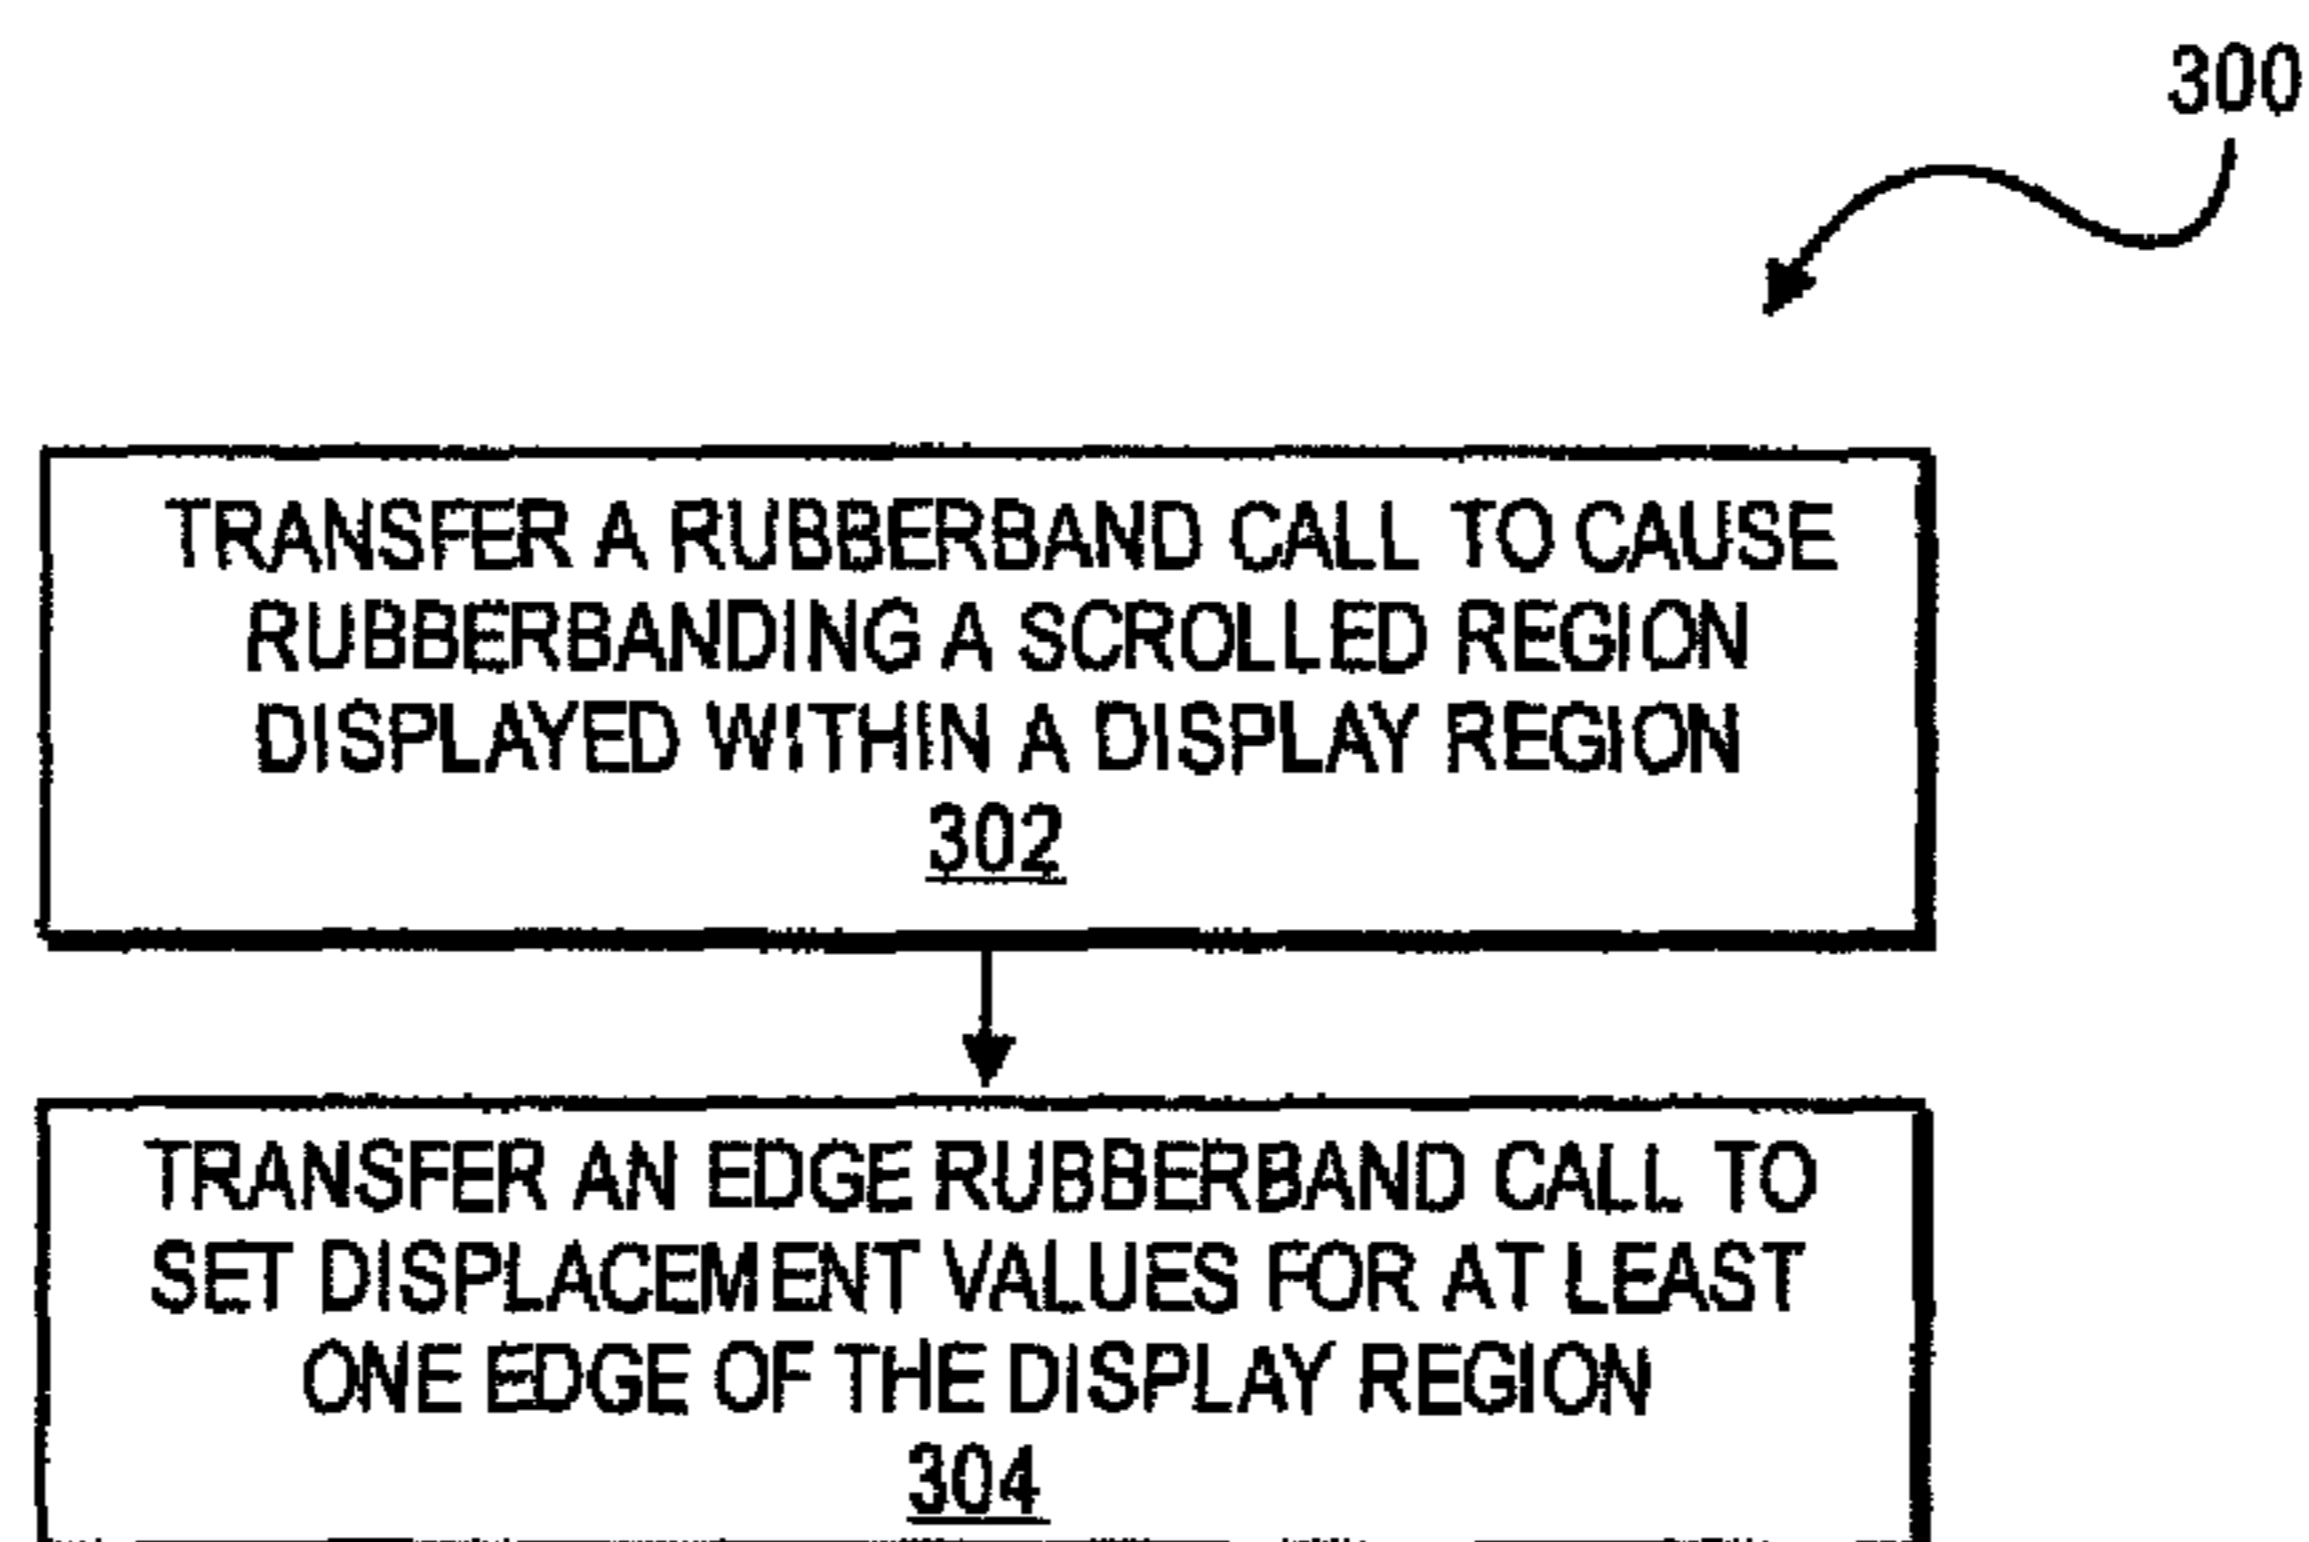 300
TRANSFER A RUBBERBAND CALL TO CAUSE
RUBBERBANDING A SCROLLED REGION
DISPLAYED WITHIN A DISPLAY REGION
302
TRANSFER AN EDGE RUBBERBAND CALL TO
SET DISPLACEMENT VALUES FOR AT LEAST
ONE EDGE OF THE DISPLAY REGION
304